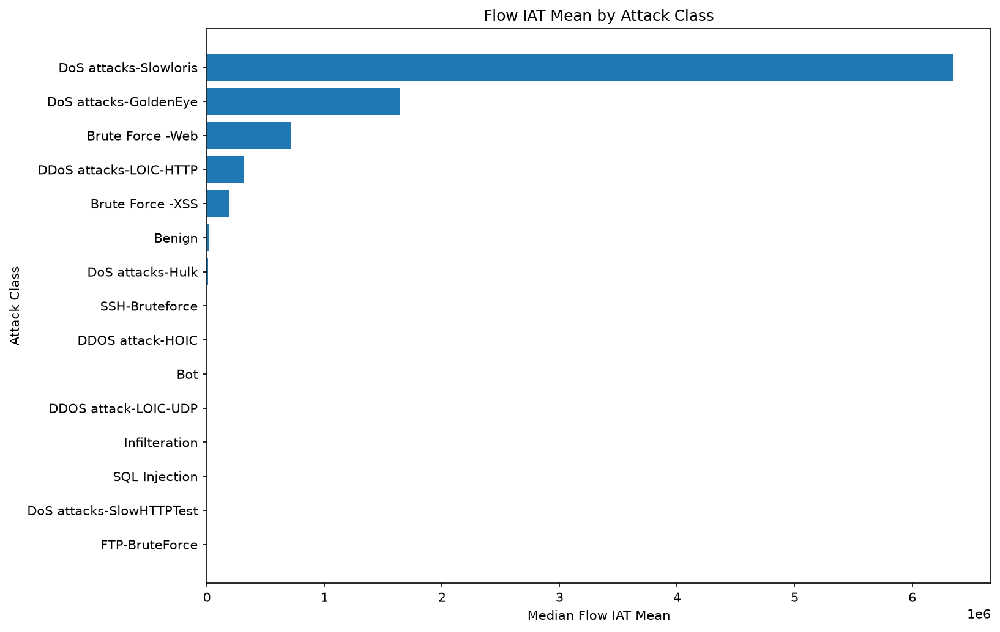 Flow IAT Mean by Attack Class
Attack Class
DoS attacks-Slowloris
DoS attacks-GoldenEye
Brute Force -Web
DDoS attacks-LOIC-HTTP
Brute Force -XSS
Benign
DoS attacks-Hulk
SSH-Bruteforce
DDOS attack-HOIC
Bot
DDOS attack-LOIC-UDP
Infilteration
SQL Injection
DoS attacks-SlowHTTPTest
FTP-BruteForce
0 1 2 3 4 5 6
Median Flow IAT Mean
1e6